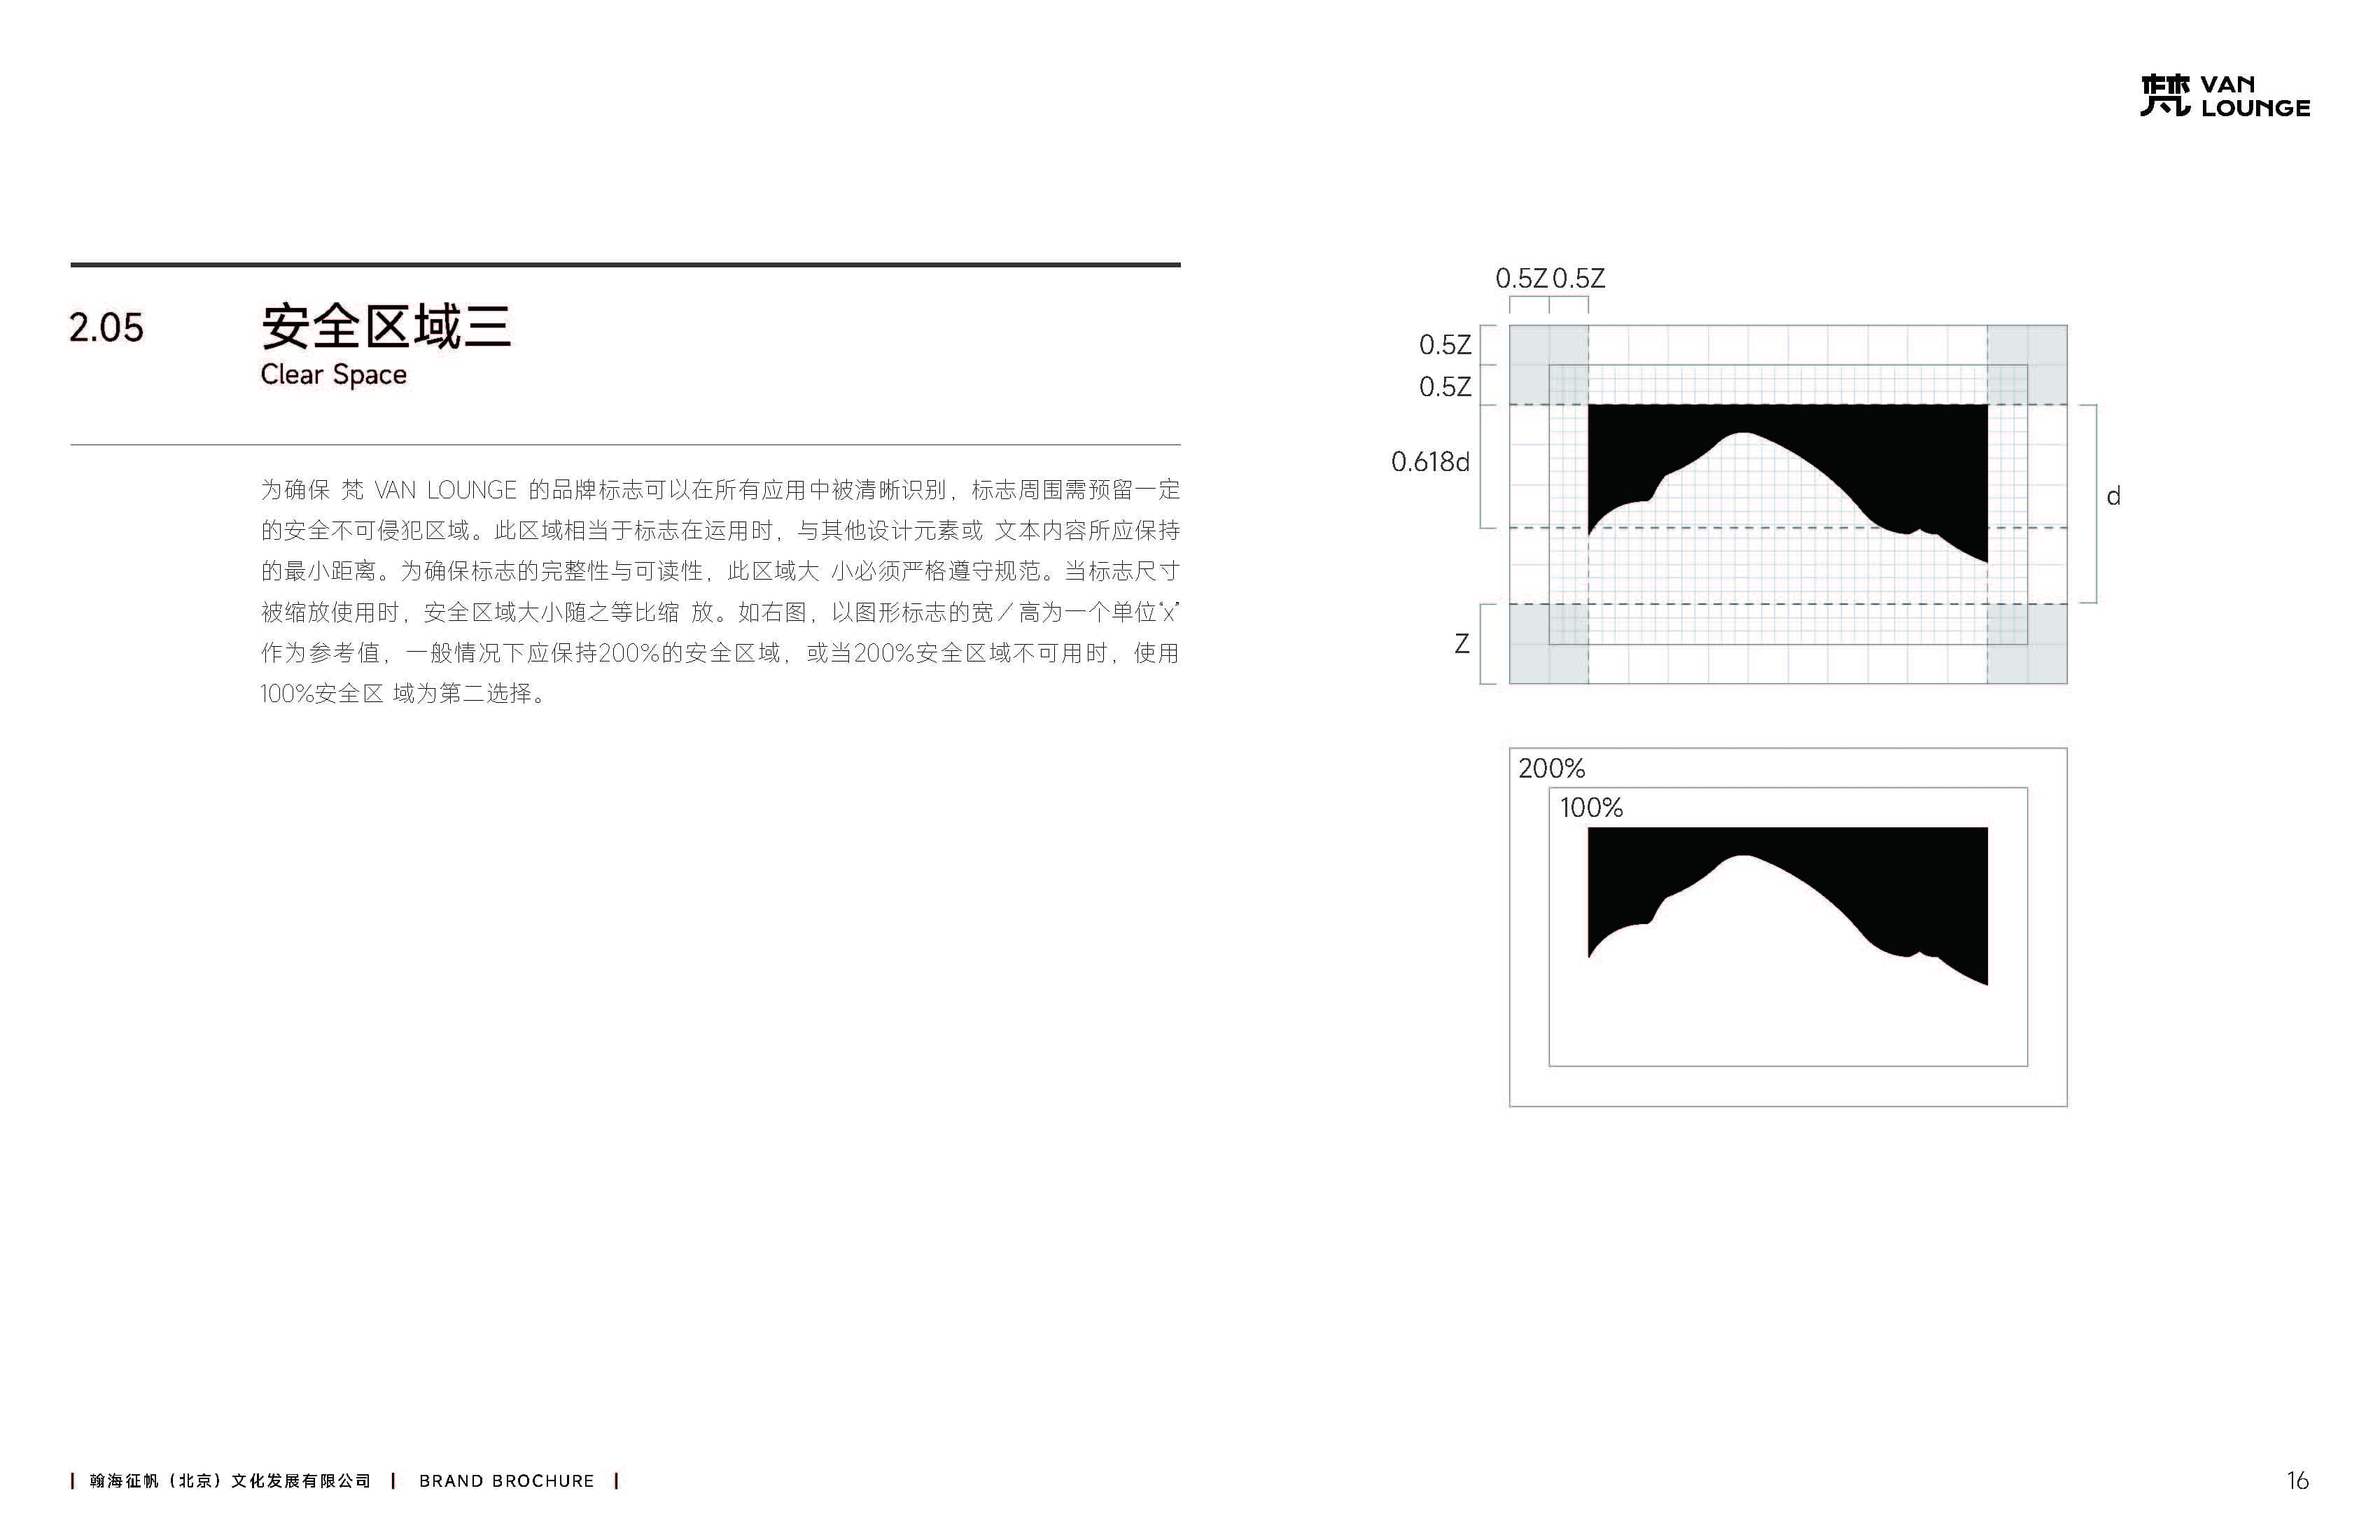 梵 VAN
LOUNGE
2.05
安全区域三
Clear Space
为确保 梵 VAN LOUNGE 的品牌标志可以在所有应用中被清晰识别，标志周围需预留一定
的安全不可侵犯区域。此区域相当于标志在运用时，与其他设计元素或 文本内容所应保持
的最小距离。为确保标志的完整性与可读性，此区域大 小必须严格遵守规范。当标志尺寸
被缩放使用时，安全区域大小随之等比缩 放。如右图，以图形标志的宽／高为一个单位‘x’
作为参考值，一般情况下应保持200%的安全区域，或当200%安全区域不可用时，使用
100%安全区 域为第二选择。
0.5Z 0.5Z
0.5Z
0.5Z
0.618d
d
Z
200%
100%
| 翰海征帆（北京）文化发展有限公司 | BRAND BROCHURE |
16